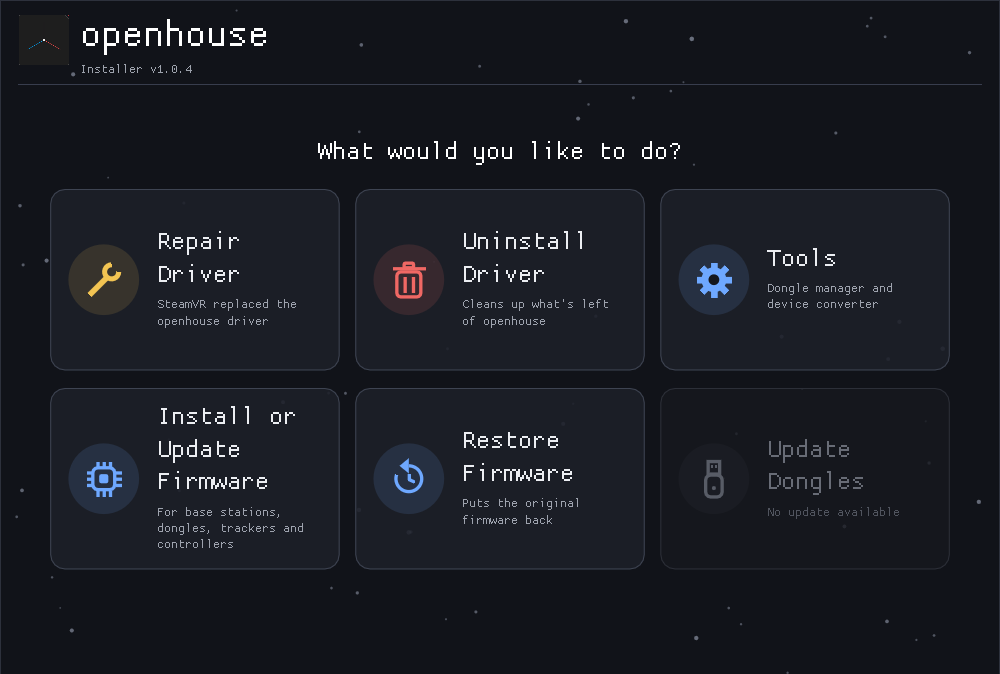 openhouse
Installer v1.0.4
What would you like to do?
Repair
Driver
SteamVR replaced the
openhouse driver
Uninstall
Driver
Cleans up what's left
of openhouse
Tools
Dongle manager and
device converter
Install or
Update
Firmware
For base stations,
dongles, trackers and
controllers
Restore
Firmware
Puts the original
firmware back
Update
Dongles
No update available